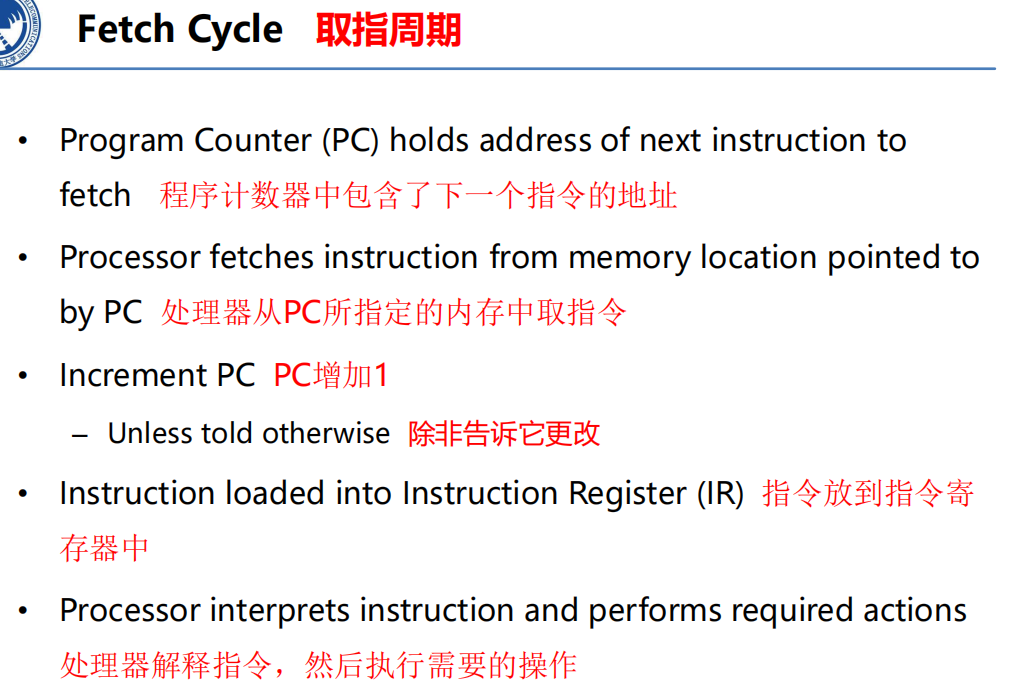 Fetch Cycle 取指周期
• Program Counter (PC) holds address of next instruction to
fetch 程序计数器中包含了下一个指令的地址
• Processor fetches instruction from memory location pointed to
by PC 处理器从PC所指定的内存中取指令
• Increment PC PC增加1
– Unless told otherwise 除非告诉它更改
• Instruction loaded into Instruction Register (IR) 指令放到指令寄
存器中
• Processor interprets instruction and performs required actions
处理器解释指令，然后执行需要的操作